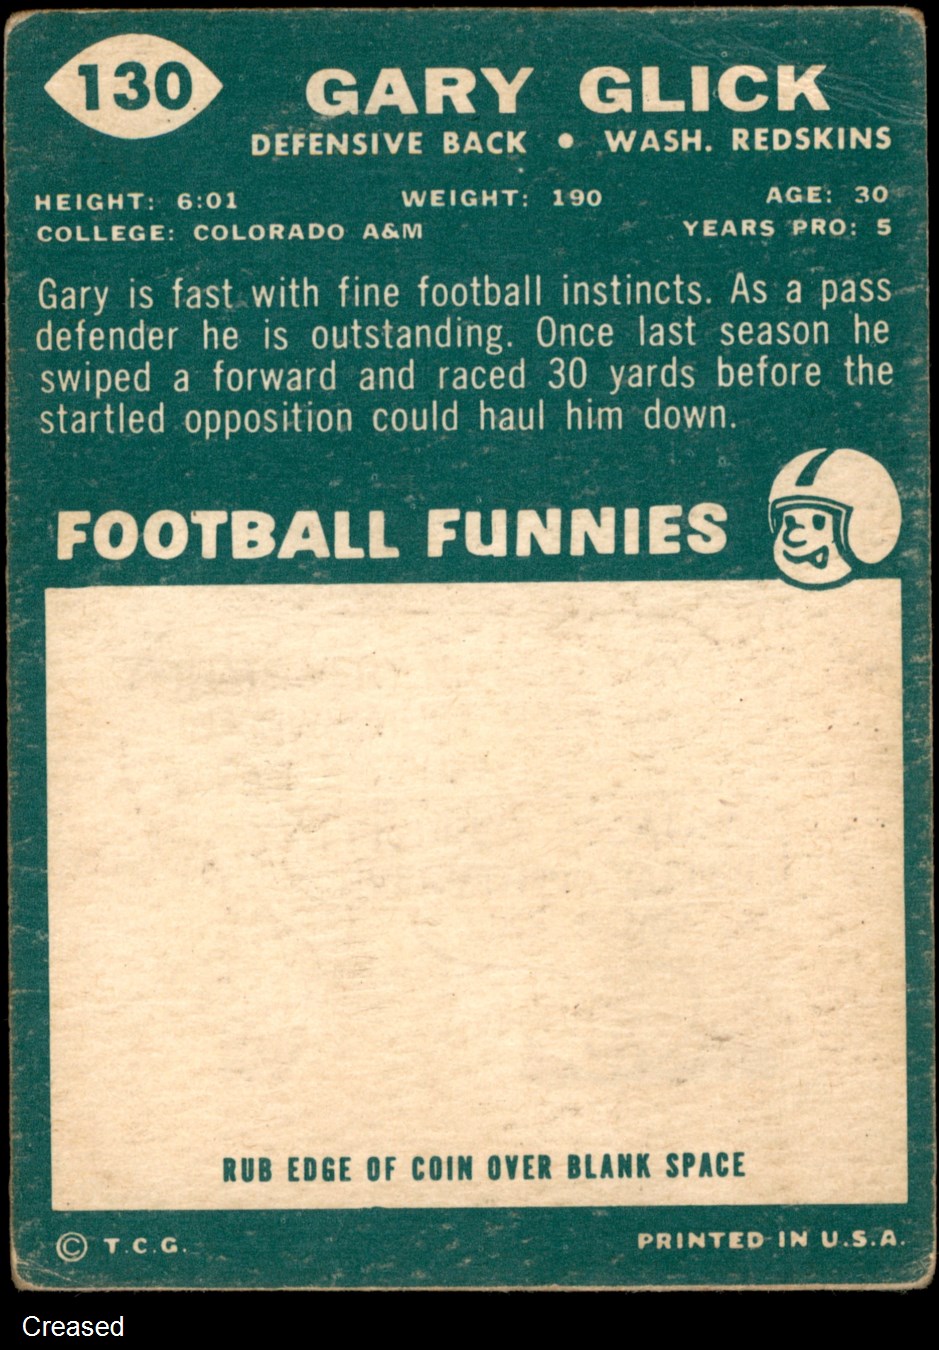 130
GARY GLICK
DEFENSIVE BACK • WASH. REDSKINS
HEIGHT: 6:01 WEIGHT: 190 AGE: 30
COLLEGE: COLORADO A&M YEARS PRO: 5
Gary is fast with fine football instincts. As a pass
defender he is outstanding. Once last season he
swiped a forward and raced 30 yards before the
startled opposition could haul him down.
FOOTBALL FUNNIES
RUB EDGE OF COIN OVER BLANK SPACE
© T.C.G. PRINTED IN U.S.A.
Creased